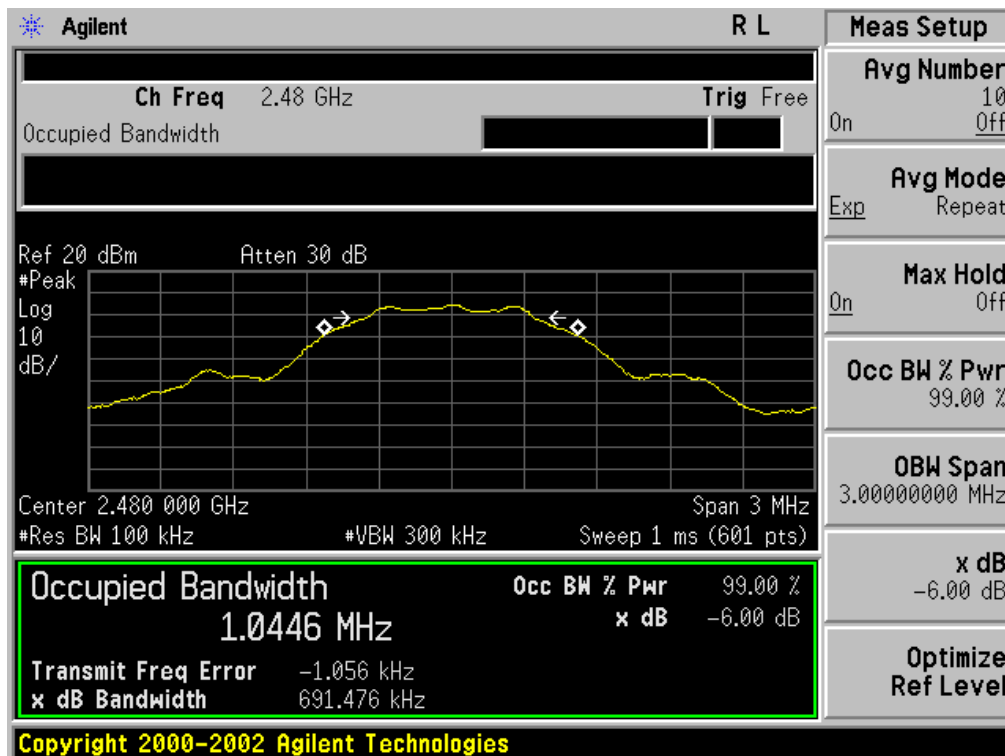 Agilent R L
Ch Freq 2.48 GHz Trig Free
Occupied Bandwidth
Ref 20 dBm Atten 30 dB
#Peak
Log
10
dB/
Center 2.480 000 GHz Span 3 MHz
#Res BW 100 kHz #VBW 300 kHz Sweep 1 ms (601 pts)
Occupied Bandwidth Occ BW % Pwr 99.00 %
1.0446 MHz x dB -6.00 dB
Transmit Freq Error -1.056 kHz
x dB Bandwidth 691.476 kHz
Copyright 2000-2002 Agilent Technologies
Meas Setup
Avg Number
10
On Off
Avg Mode
Exp Repeat
Max Hold
On Off
Occ BW % Pwr
99.00 %
OBW Span
3.00000000 MHz
x dB
-6.00 dB
Optimize
Ref Level